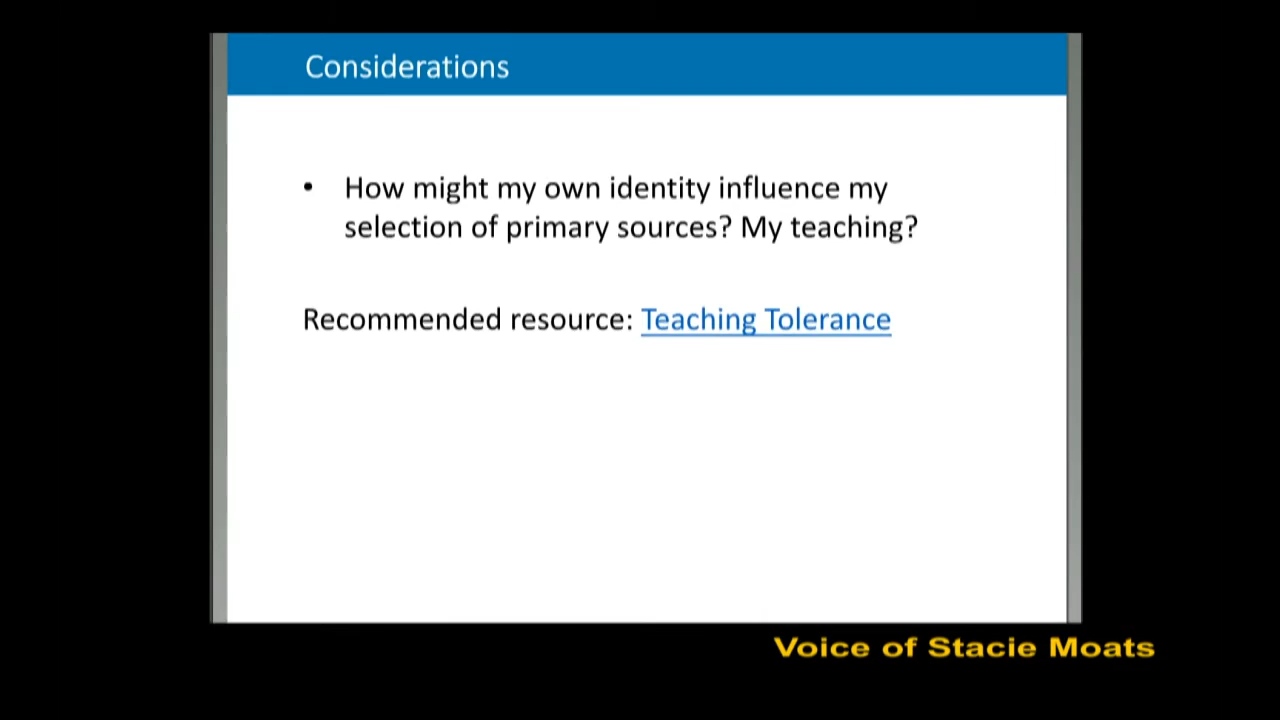 Considerations
• How might my own identity influence my
selection of primary sources? My teaching?
Recommended resource: Teaching Tolerance
Voice of Stacie Moats